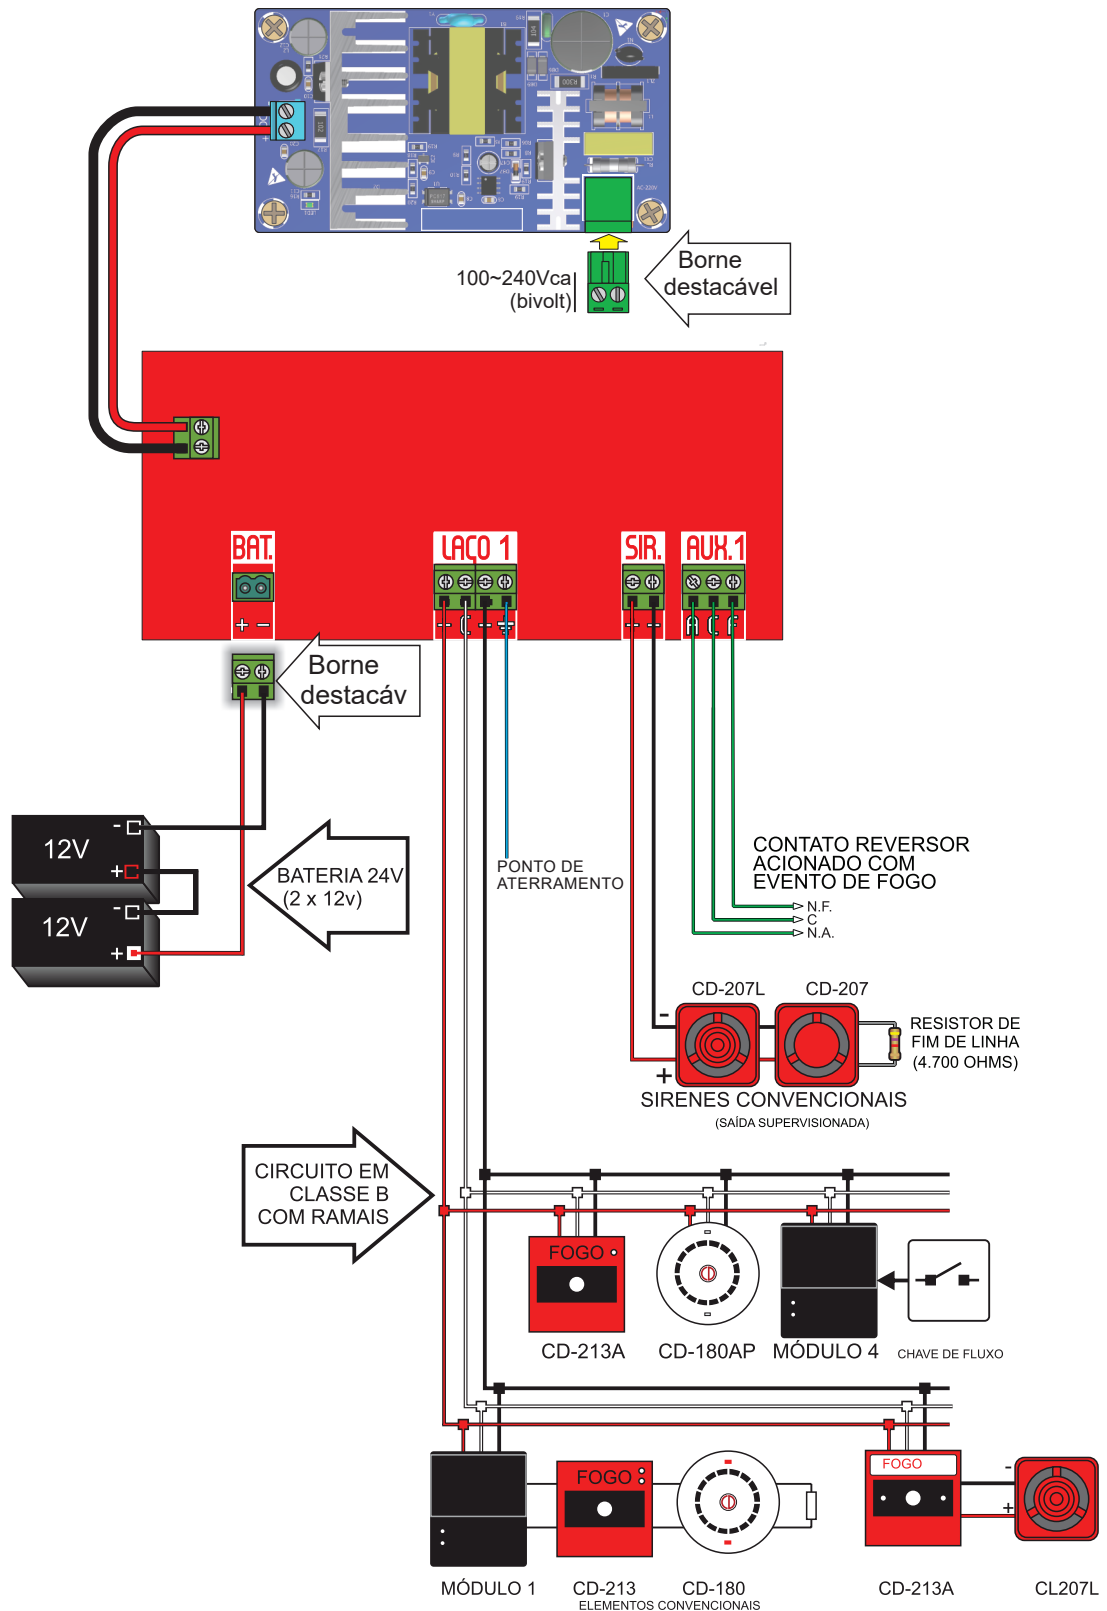 AC-220V
100~240Vca
(bivolt)
Borne
destacável
BAT.
LAÇO 1
SIR.
AUX.1
+ −
A C F
Borne
destacáv
12V
- 
+
12V
-
+
BATERIA 24V
(2 x 12v)
PONTO DE
ATERRAMENTO
CONTATO REVERSOR
ACIONADO COM
EVENTO DE FOGO
N.F.
C
N.A.
CD-207L
CD-207
-
+
RESISTOR DE
FIM DE LINHA
(4.700 OHMS)
SIRENES CONVENCIONAIS
(SAÍDA SUPERVISIONADA)
CIRCUITO EM
CLASSE B
COM RAMAIS
FOGO
CD-213A
CD-180AP
MÓDULO 4
CHAVE DE FLUXO
FOGO
FOGO
-
+
MÓDULO 1
CD-213
CD-180
ELEMENTOS CONVENCIONAIS
CD-213A
CL207L